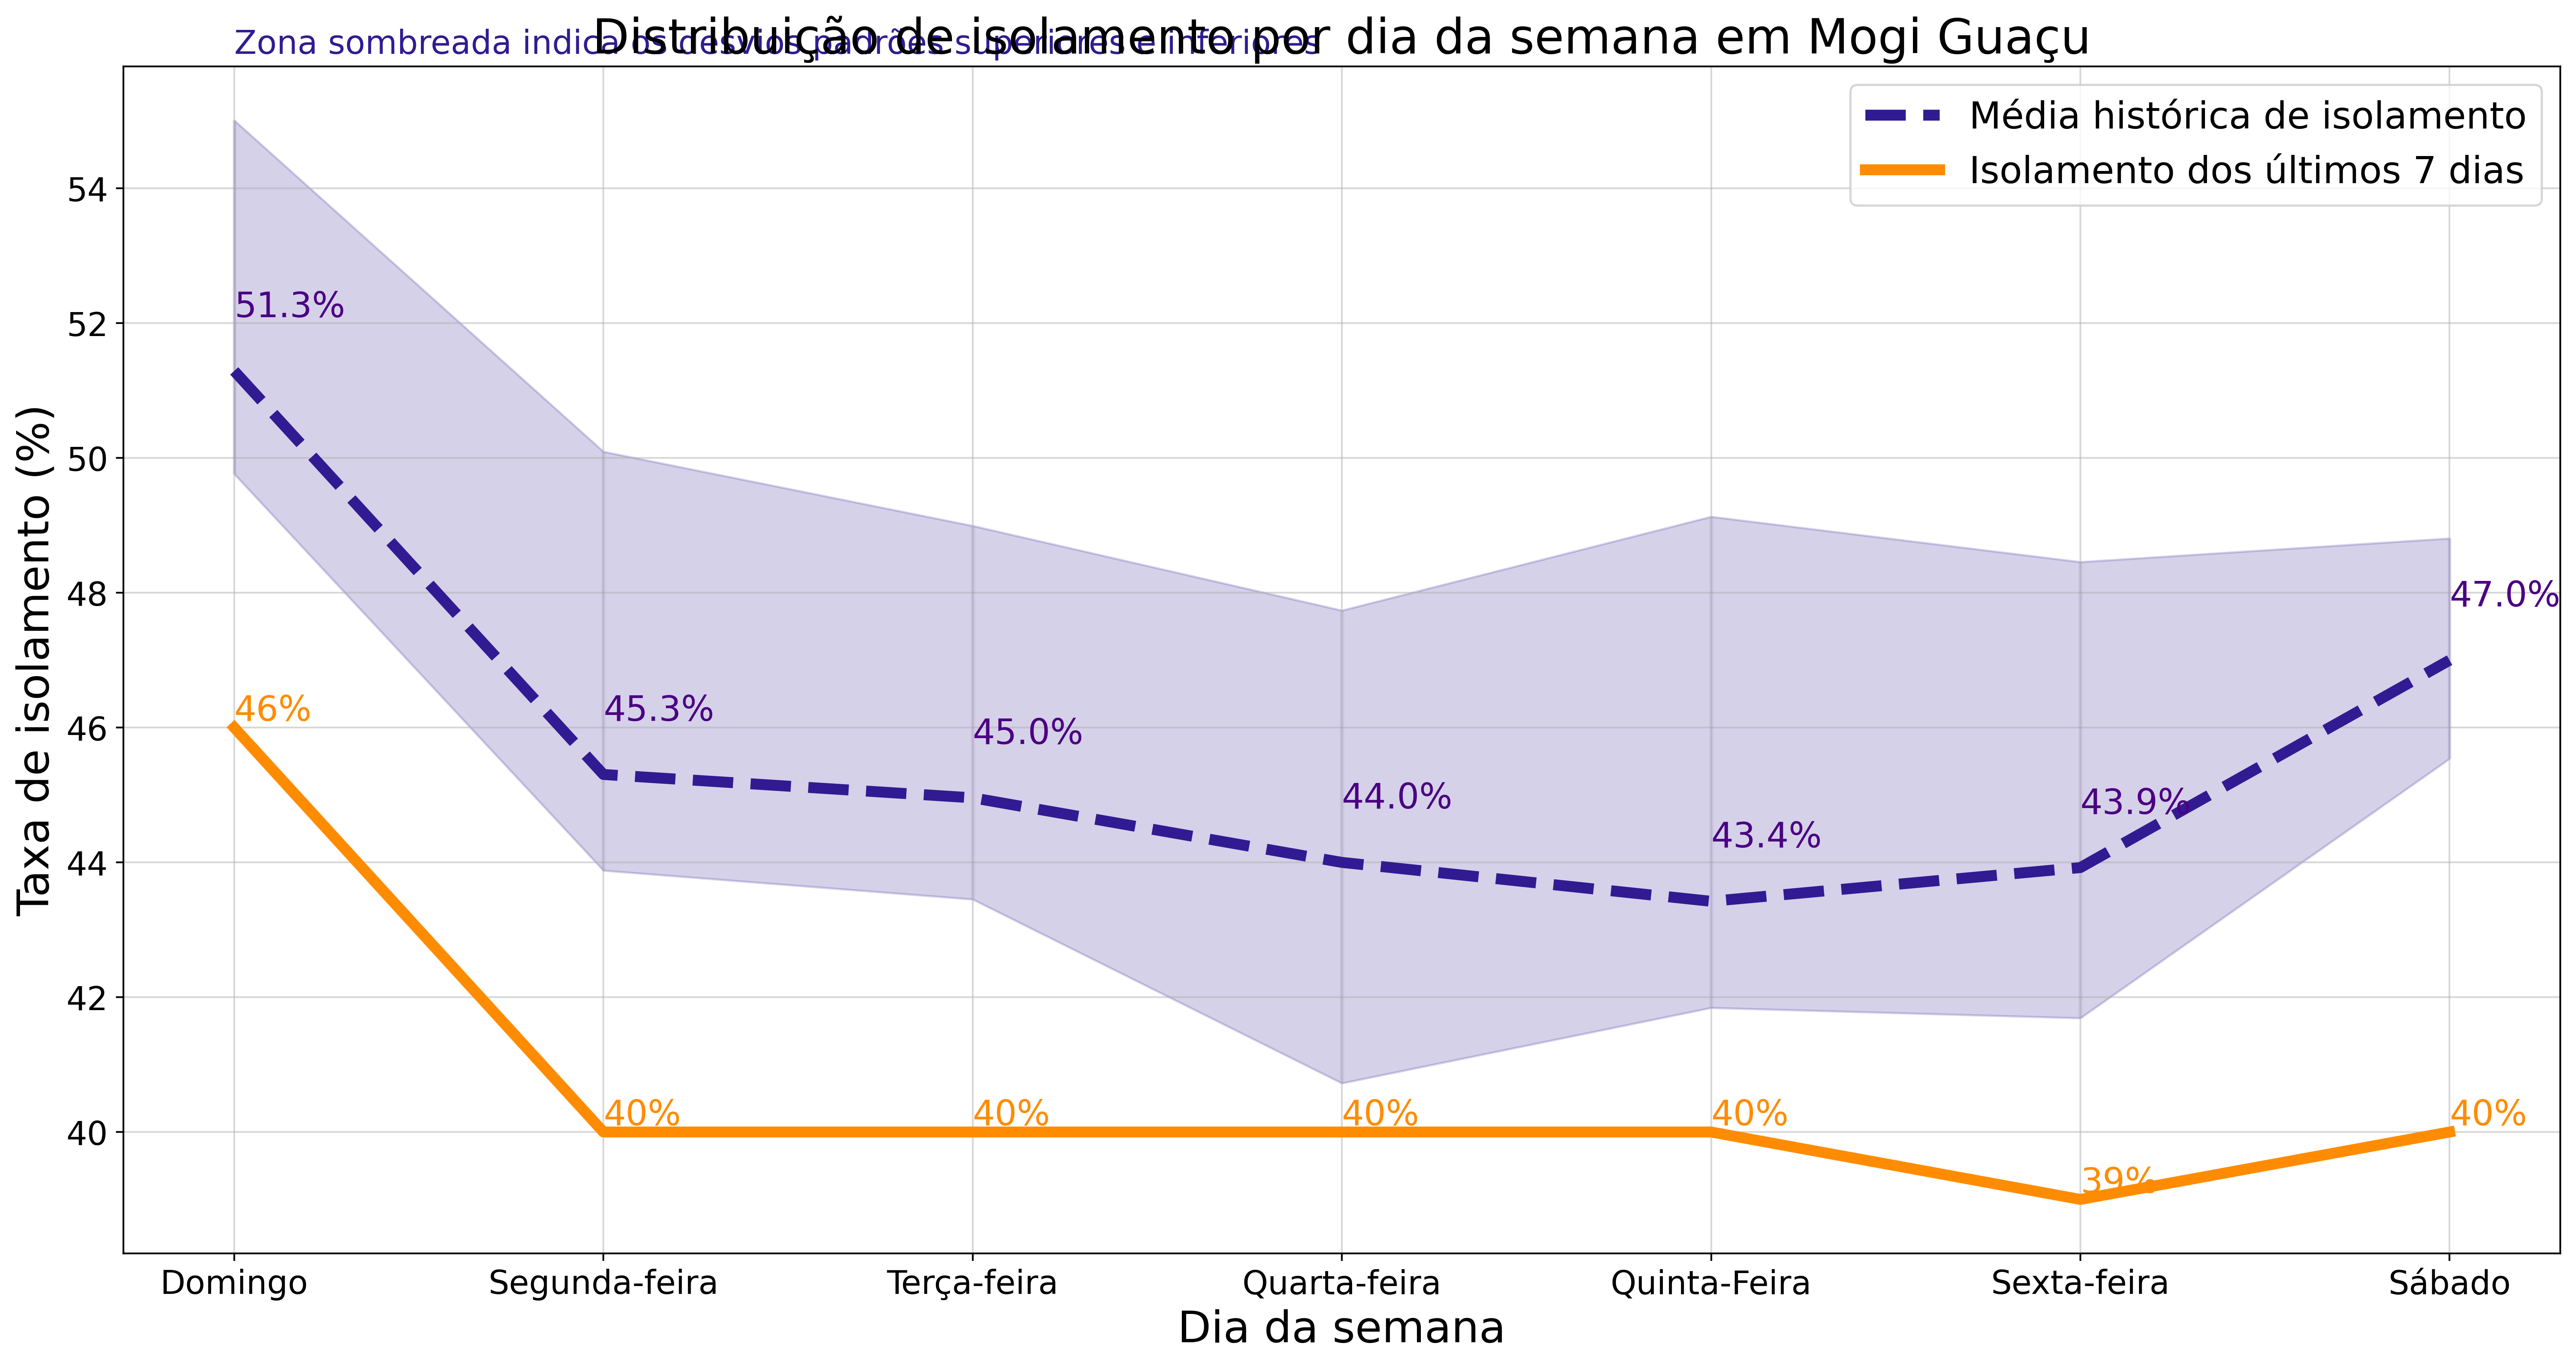 Distribuição de isolamento por dia da semana em Mogi Guaçu
Zona sombreada indica os desvios padrões superiores e inferiores
Média histórica de isolamento
Isolamento dos últimos 7 dias
Taxa de isolamento (%)
54
52
50
48
46
44
42
40
51.3%
45.3%
45.0%
44.0%
43.4%
43.9%
47.0%
46%
40%
40%
40%
40%
39%
40%
Domingo
Segunda-feira
Terça-feira
Quarta-feira
Quinta-Feira
Sexta-feira
Sábado
Dia da semana